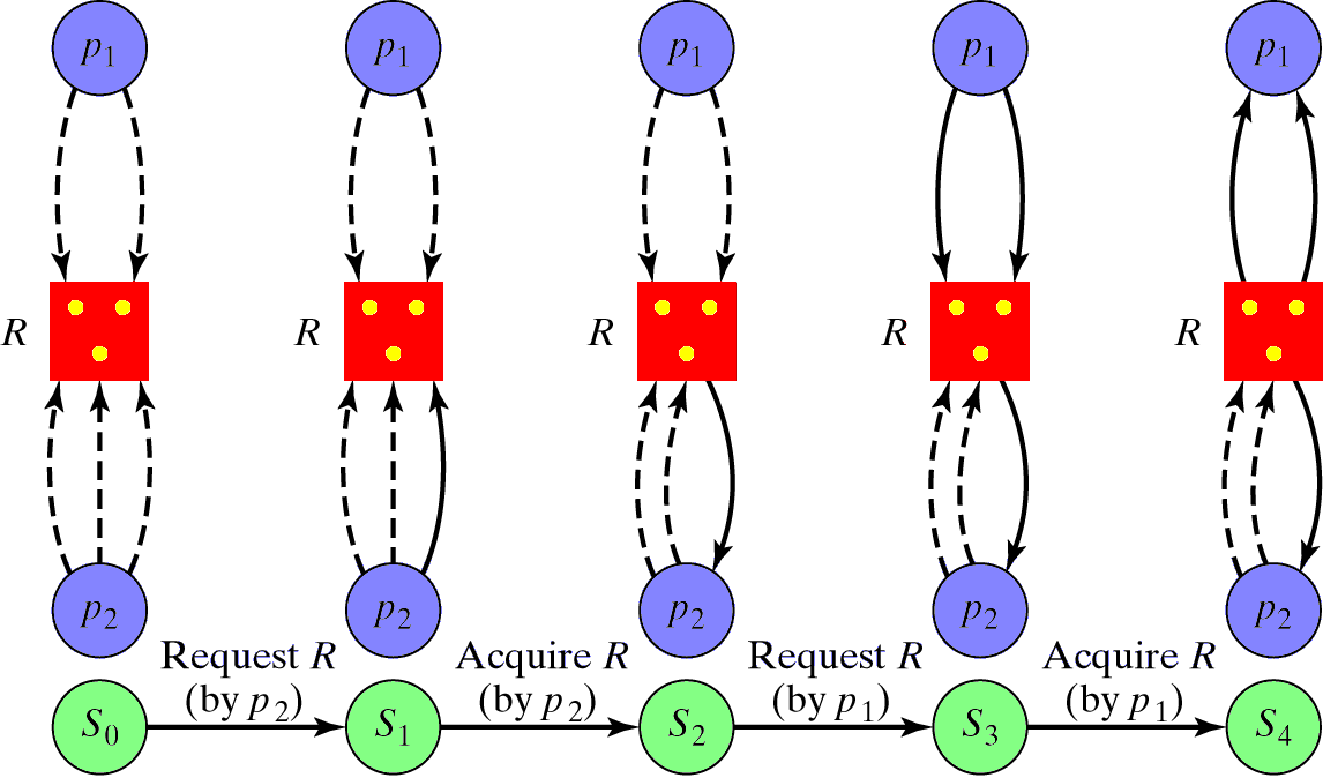 p1 p1 p1 p1 p1
R R R R R
p2 p2 p2 p2 p2
Request R Acquire R Request R Acquire R
(by p2) (by p2) (by p1) (by p1)
S0 S1 S2 S3 S4